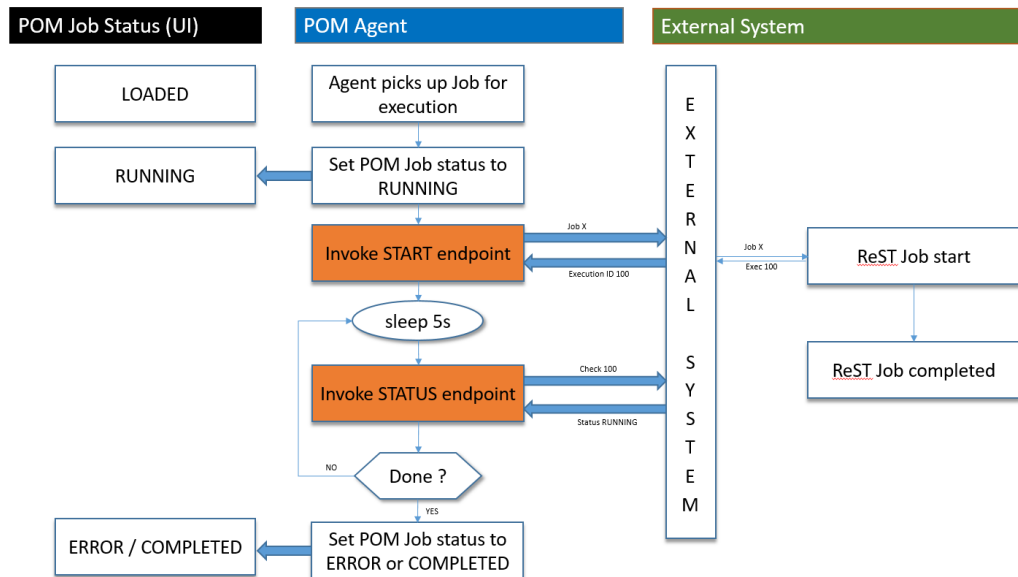 POM Job Status (UI)
POM Agent
External System
LOADED
Agent picks up Job for
execution
RUNNING
Set POM Job status to
RUNNING
Invoke START endpoint
Job X
Execution ID 100
Job X
Exec 100
ReST Job start
sleep 5s
ReST Job completed
Invoke STATUS endpoint
Check 100
Status RUNNING
NO
Done ?
YES
ERROR / COMPLETED
Set POM Job status to
ERROR or COMPLETED
E
X
T
E
R
N
A
L
S
Y
S
T
E
M